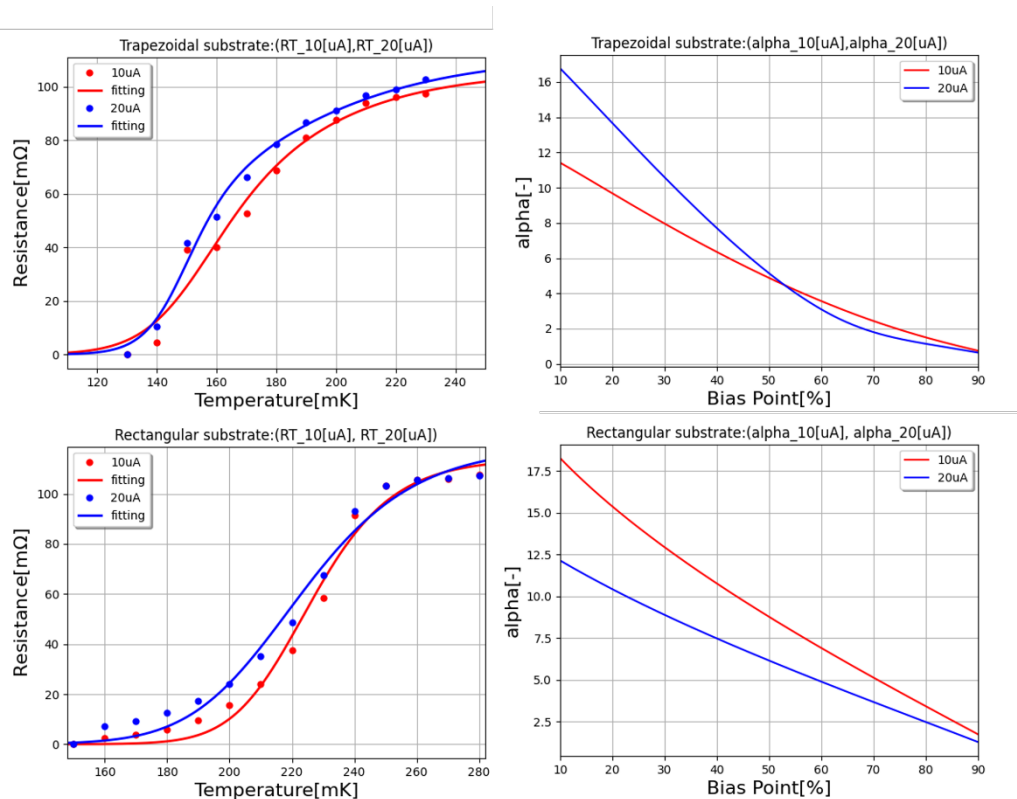 Trapezoidal substrate:(RT_10[uA],RT_20[uA])
10uA
fitting
20uA
fitting
100
80
60
40
20
0
Resistance[mΩ]
120 140 160 180 200 220 240
Temperature[mK]
Trapezoidal substrate:(alpha_10[uA],alpha_20[uA])
10uA
20uA
16
14
12
10
8
6
4
2
0
alpha[-]
10 20 30 40 50 60 70 80 90
Bias Point[%]
Rectangular substrate:(RT_10[uA], RT_20[uA])
10uA
fitting
20uA
fitting
100
80
60
40
20
0
Resistance[mΩ]
160 180 200 220 240 260 280
Temperature[mK]
Rectangular substrate:(alpha_10[uA], alpha_20[uA])
10uA
20uA
17.5
15.0
12.5
10.0
7.5
5.0
2.5
alpha[-]
10 20 30 40 50 60 70 80 90
Bias Point[%]